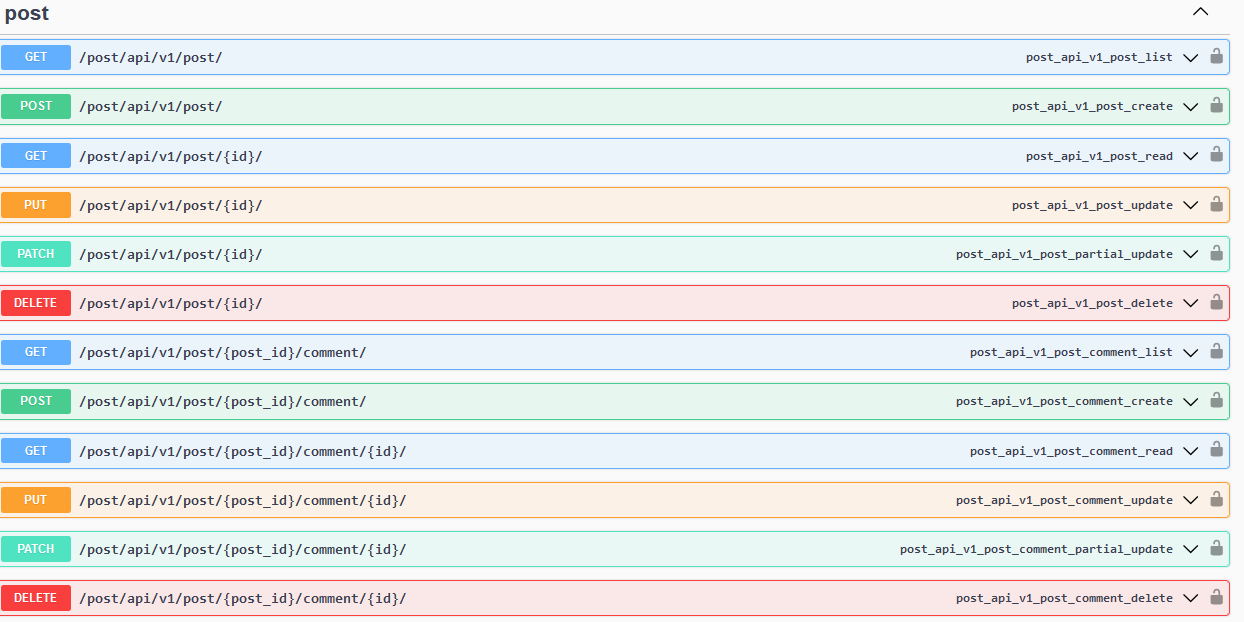 post
GET /post/api/v1/post/ post_api_v1_post_list
POST /post/api/v1/post/ post_api_v1_post_create
GET /post/api/v1/post/{id}/ post_api_v1_post_read
PUT /post/api/v1/post/{id}/ post_api_v1_post_update
PATCH /post/api/v1/post/{id}/ post_api_v1_post_partial_update
DELETE /post/api/v1/post/{id}/ post_api_v1_post_delete
GET /post/api/v1/post/{post_id}/comment/ post_api_v1_post_comment_list
POST /post/api/v1/post/{post_id}/comment/ post_api_v1_post_comment_create
GET /post/api/v1/post/{post_id}/comment/{id}/ post_api_v1_post_comment_read
PUT /post/api/v1/post/{post_id}/comment/{id}/ post_api_v1_post_comment_update
PATCH /post/api/v1/post/{post_id}/comment/{id}/ post_api_v1_post_comment_partial_update
DELETE /post/api/v1/post/{post_id}/comment/{id}/ post_api_v1_post_comment_delete